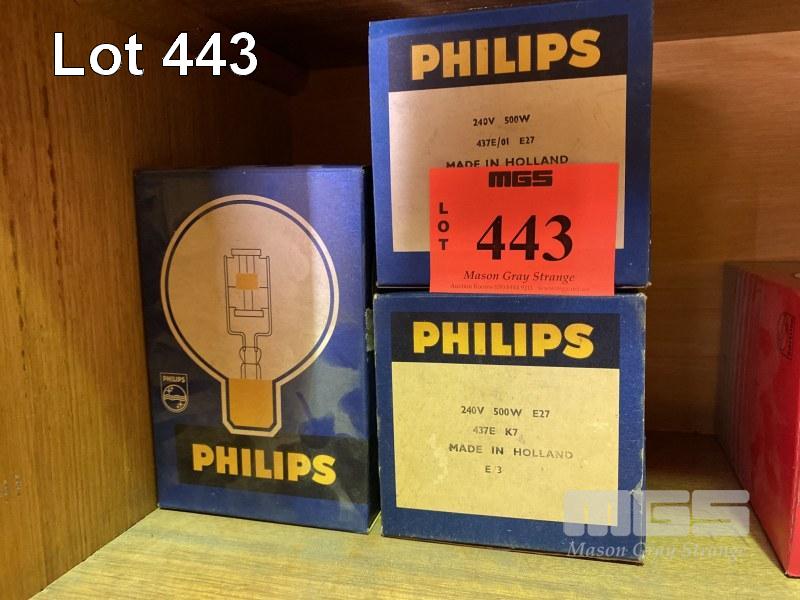 Lot 443
PHILIPS
240V 500W
437E/01 E27
MADE IN HOLLAND
MGS
LOT
443
Mason Gray Strange
PHILIPS
240V 500W E27
437E K7
MADE IN HOLLAND
E/3
PHILIPS
PHILIPS
MGS
Mason Gray Strange